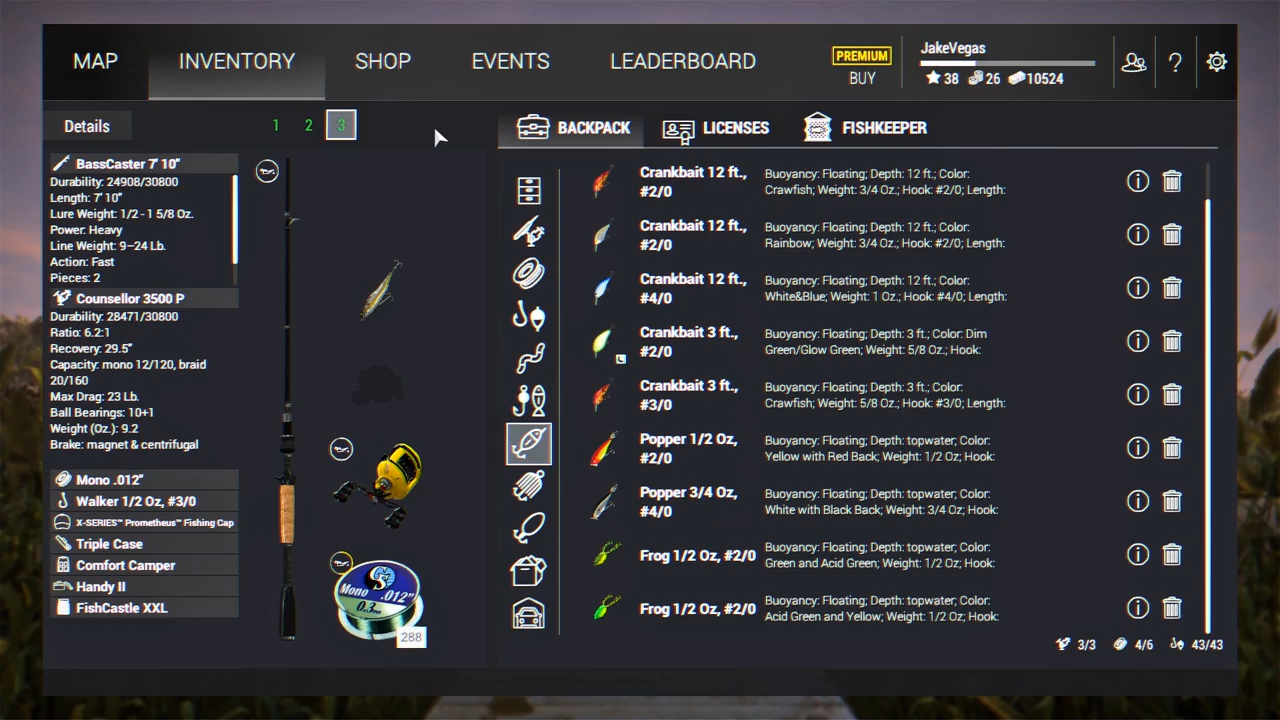 MAP
INVENTORY
SHOP
EVENTS
LEADERBOARD
PREMIUM
BUY
JakeVegas
38 26 10524
?
Details
1 2 3
BACKPACK
LICENSES
FISHKEEPER
BassCaster 7' 10"
Durability: 24908/30800
Length: 7' 10"
Lure Weight: 1/2 - 1 5/8 Oz.
Power: Heavy
Line Weight: 9–24 Lb.
Action: Fast
Pieces: 2
Counsellor 3500 P
Durability: 28471/30800
Ratio: 6.2:1
Recovery: 29.5"
Capacity: mono 12/120, braid
20/160
Max Drag: 23 Lb.
Ball Bearings: 10+1
Weight (Oz.): 9.2
Brake: magnet & centrifugal
Mono .012"
Walker 1/2 Oz, #3/0
X-SERIES™ Prometheus™ Fishing Cap
Triple Case
Comfort Camper
Handy II
FishCastle XXL
S
Mono .012"
288
Crankbait 12 ft.,
#2/0
Buoyancy: Floating; Depth: 12 ft.; Color:
Crawfish; Weight: 3/4 Oz.; Hook: #2/0; Length:
Crankbait 12 ft.,
#2/0
Buoyancy: Floating; Depth: 12 ft.; Color:
Rainbow; Weight: 3/4 Oz.; Hook: #2/0; Length:
Crankbait 12 ft.,
#4/0
Buoyancy: Floating; Depth: 12 ft.; Color:
White&Blue; Weight: 1 Oz.; Hook: #4/0; Length:
Crankbait 3 ft.,
#2/0
Buoyancy: Floating; Depth: 3 ft.; Color: Dim
Green/Glow Green; Weight: 5/8 Oz.; Hook:
Crankbait 3 ft.,
#3/0
Buoyancy: Floating; Depth: 3 ft.; Color:
Crawfish; Weight: 5/8 Oz.; Hook: #3/0; Length:
Popper 1/2 Oz,
#2/0
Buoyancy: Floating; Depth: topwater; Color:
Yellow with Red Back; Weight: 1/2 Oz; Hook:
Popper 3/4 Oz,
#4/0
Buoyancy: Floating; Depth: topwater; Color:
White with Black Back; Weight: 3/4 Oz; Hook:
Frog 1/2 Oz, #2/0
Buoyancy: Floating; Depth: topwater, Color:
Green and Acid Green; Weight: 1/2 Oz; Hook:
Frog 1/2 Oz, #2/0
Buoyancy: Floating; Depth: topwater; Color:
Acid Green and Yellow; Weight: 1/2 Oz; Hook:
3/3 4/6 43/43